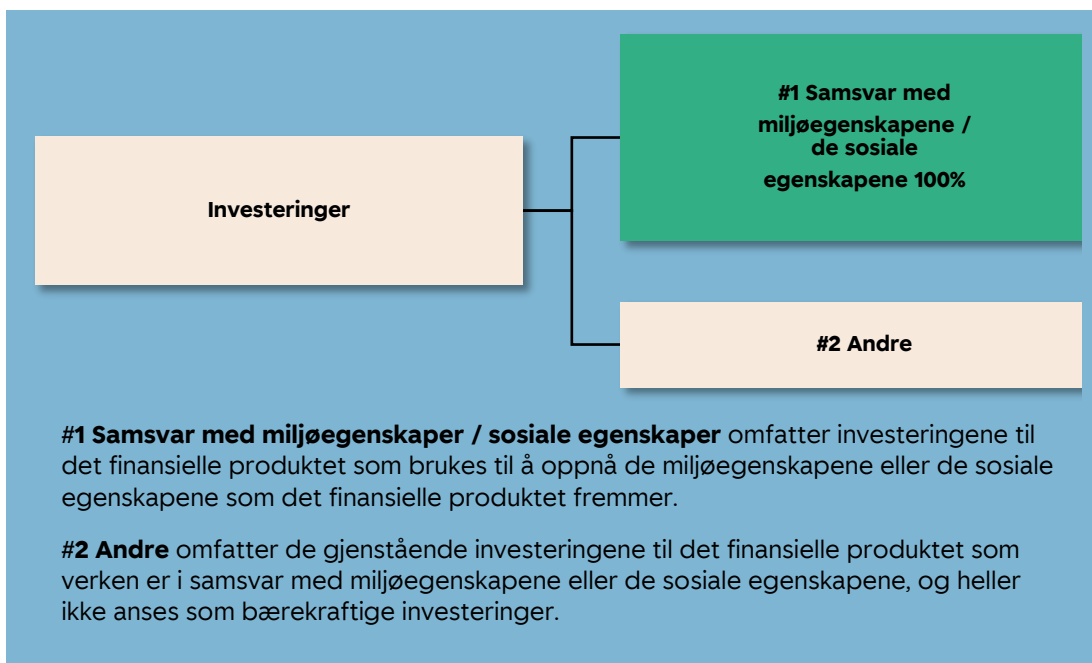 #1 Samsvar med
miljøegenskapene /
de sosiale
egenskapene 100%
Investeringer
#2 Andre
#1 Samsvar med miljøegenskaper / sosiale egenskaper omfatter investeringene til
det finansielle produktet som brukes til å oppnå de miljøegenskapene eller de sosiale
egenskapene som det finansielle produktet fremmer.
#2 Andre omfatter de gjenstående investeringene til det finansielle produktet som
verken er i samsvar med miljøegenskapene eller de sosiale egenskapene, og heller
ikke anses som bærekraftige investeringer.